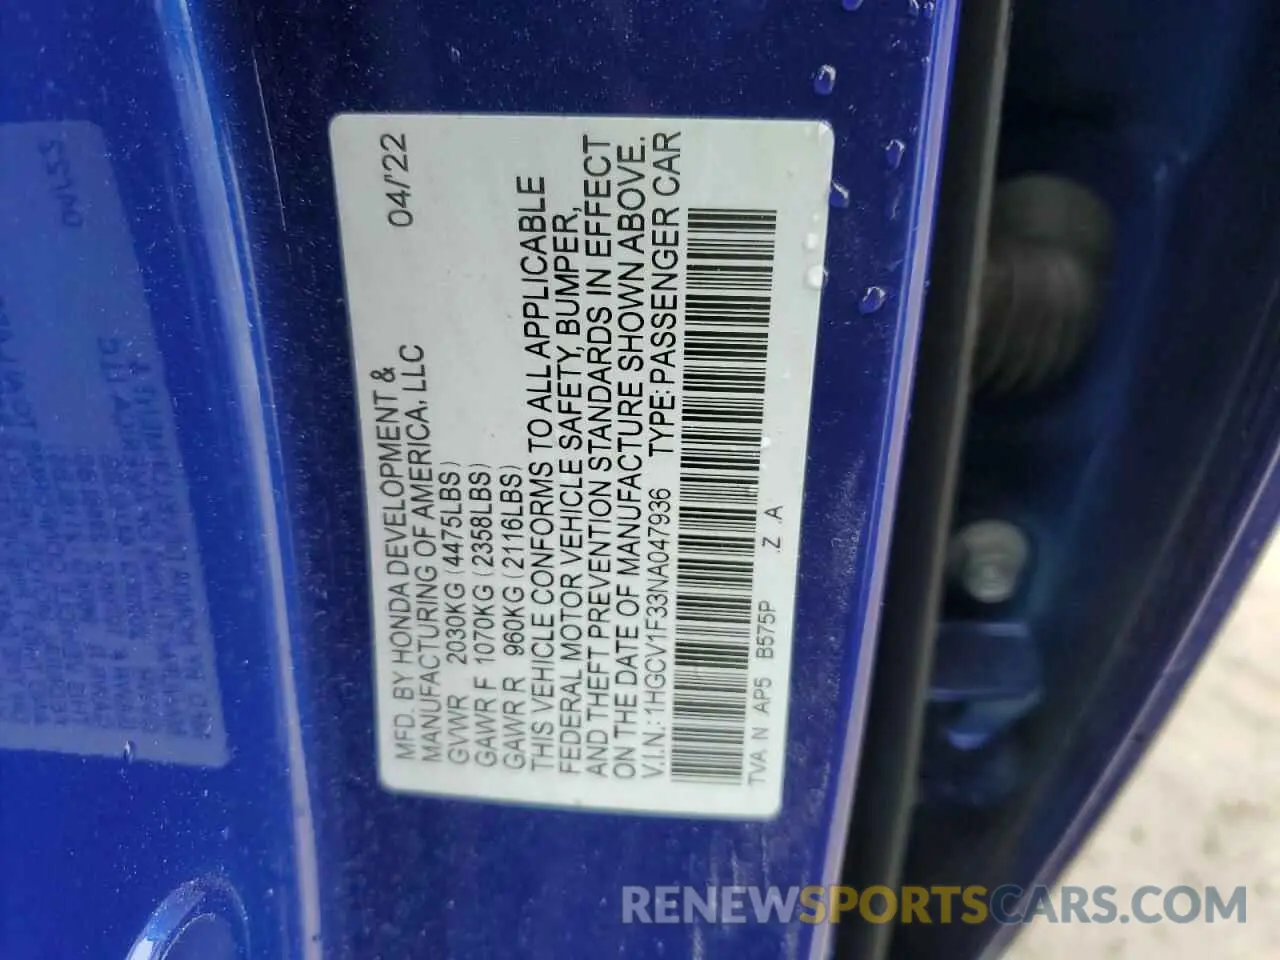 MFD. BY HONDA DEVELOPMENT &
MANUFACTURING OF AMERICA, LLC 04/'22
GVWR 2030KG (4475LBS)
GAWR F 1070KG (2358LBS)
GAWR R 960KG (2116LBS)
THIS VEHICLE CONFORMS TO ALL APPLICABLE
FEDERAL MOTOR VEHICLE SAFETY, BUMPER,
AND THEFT PREVENTION STANDARDS IN EFFECT
ON THE DATE OF MANUFACTURE SHOWN ABOVE.
V.I.N.: 1HGCV1F33NA047936 TYPE: PASSENGER CAR
TVA N AP5 B575P .Z .A
RENEWSPORTSCARS.COM